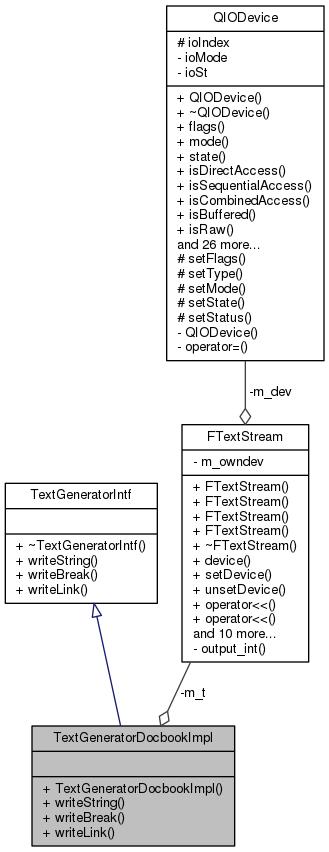 QIODevice
# ioIndex
- ioMode
- ioSt
+ QIODevice()
+ ~QIODevice()
+ flags()
+ mode()
+ state()
+ isDirectAccess()
+ isSequentialAccess()
+ isCombinedAccess()
+ isBuffered()
+ isRaw()
and 26 more...
# setFlags()
# setType()
# setMode()
# setState()
# setStatus()
- QIODevice()
- operator=()
-m_dev
FTextStream
- m_owndev
+ FTextStream()
+ FTextStream()
+ FTextStream()
+ FTextStream()
+ ~FTextStream()
+ device()
+ setDevice()
+ unsetDevice()
+ operator<<()
+ operator<<()
and 10 more...
- output_int()
TextGeneratorIntf
+ ~TextGeneratorIntf()
+ writeString()
+ writeBreak()
+ writeLink()
-m_t
TextGeneratorDocbookImpl
+ TextGeneratorDocbookImpl()
+ writeString()
+ writeBreak()
+ writeLink()